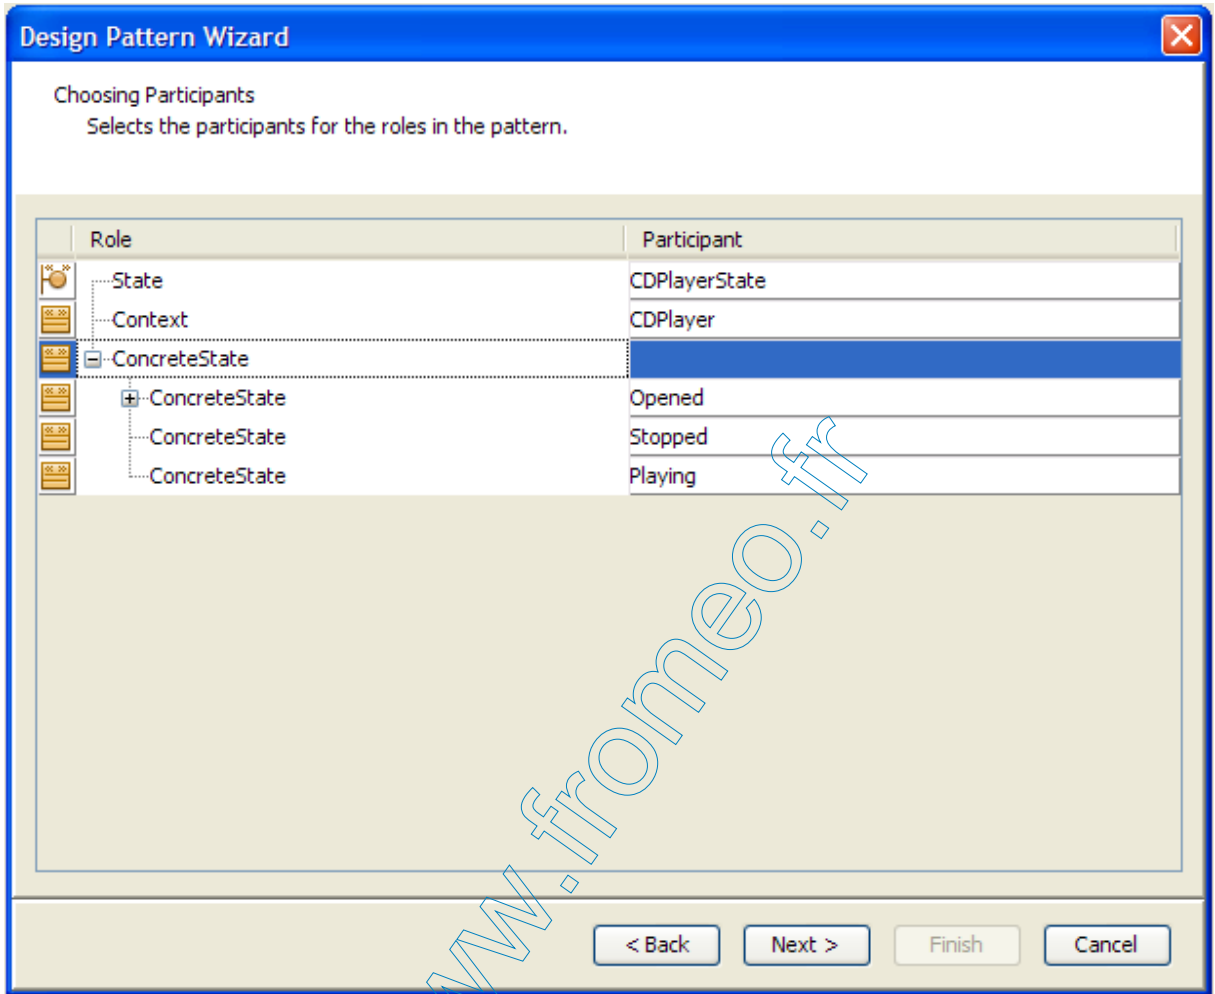 Design Pattern Wizard
Choosing Participants
Selects the participants for the roles in the pattern.
Role Participant
State CDPlayerState
Context CDPlayer
ConcreteState
ConcreteState Opened
ConcreteState Stopped
ConcreteState Playing
< Back Next > Finish Cancel
ww.fromeo.fr